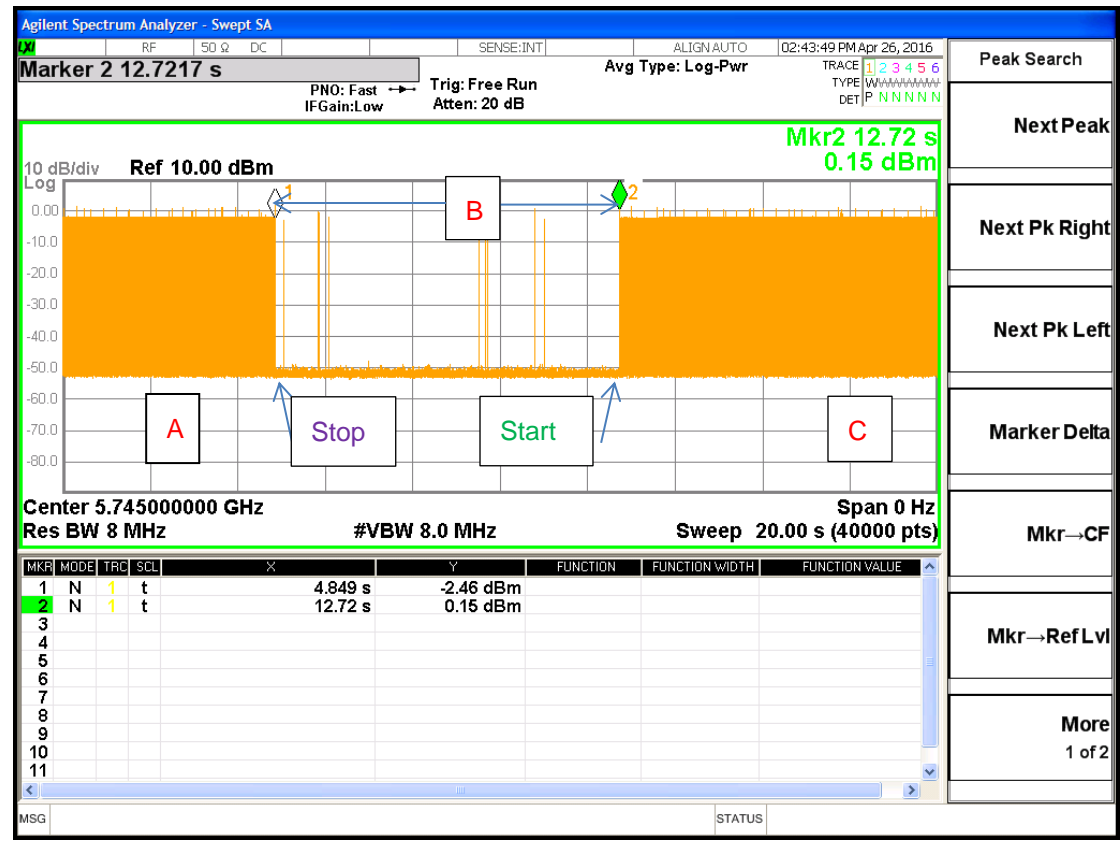 Agilent Spectrum Analyzer - Swept SA
LXI RF 50 Ω DC SENSE:INT ALIGN AUTO 02:43:49 PM Apr 26, 2016
Marker 2 12.7217 s
PNO: Fast
IFGain:Low
Trig: Free Run
Atten: 20 dB
Avg Type: Log-Pwr
TRACE 1 2 3 4 5 6
TYPE WWWWWW
DET P N N N N N
Mkr2 12.72 s
0.15 dBm
10 dB/div Ref 10.00 dBm
Log
1
2
0.00
-10.0
-20.0
-30.0
-40.0
-50.0
-60.0
-70.0
-80.0
B
A
Stop
Start
C
Center 5.745000000 GHz Span 0 Hz
Res BW 8 MHz #VBW 8.0 MHz Sweep 20.00 s (40000 pts)
MKR MODE TRC SCL X Y FUNCTION FUNCTION WIDTH FUNCTION VALUE
1 N 1 t 4.849 s -2.46 dBm
2 N 1 t 12.72 s 0.15 dBm
3
4
5
6
7
8
9
10
11
MSG STATUS
Peak Search
Next Peak
Next Pk Right
Next Pk Left
Marker Delta
Mkr→CF
Mkr→Ref Lvl
More
1 of 2